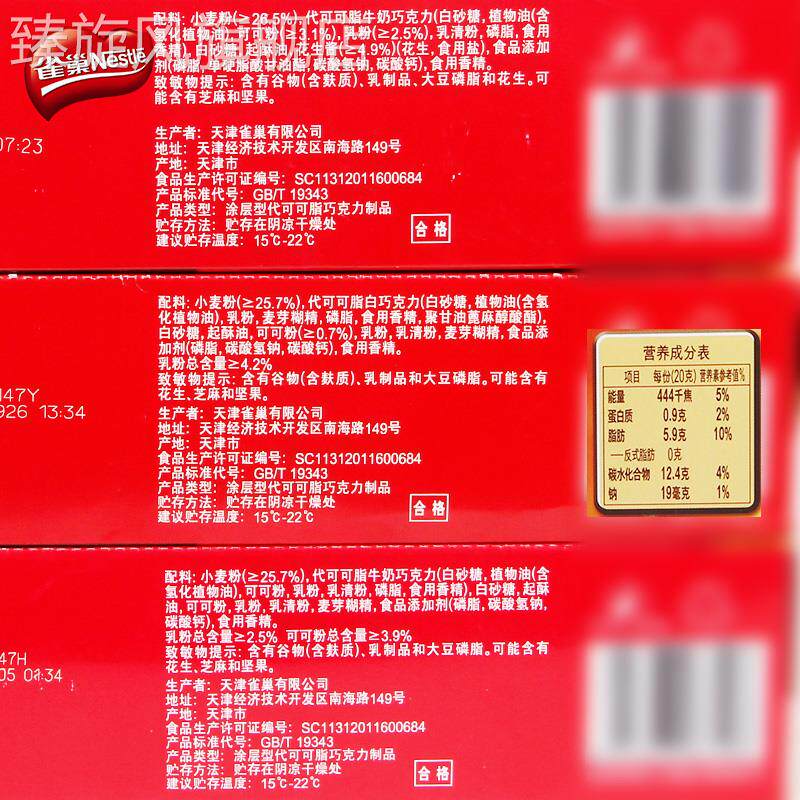 臻旋风旗舰店
雀巢Nestlé
配料：小麦粉(≥26.5%)，代可可脂牛奶巧克力(白砂糖，植物油(含
氢化植物油)，可可粉(≥3.1%)，乳粉(≥2.5%)，乳清粉，磷脂，食用
香精)，白砂糖，起酥油，花生酱(≥4.9%)(花生，食用盐)，食品添加
剂(磷脂，单硬脂酸甘油酯，碳酸氢钠，碳酸钙)，食用香精。
致敏物提示：含有谷物(含麸质)、乳制品、大豆磷脂和花生。可
能含有芝麻和坚果。
07:23
生产者：天津雀巢有限公司
地址：天津经济技术开发区南海路149号
产地：天津市
食品生产许可证编号：SC11312011600684
产品标准代号：GB/T 19343
产品类型：涂层型代可可脂巧克力制品
贮存方法：贮存在阴凉干燥处
建议贮存温度：15℃-22℃
合格
配料：小麦粉(≥25.7%)，代可可脂白巧克力(白砂糖，植物油(含氢
化植物油)，乳粉，麦芽糊精，磷脂，食用香精，聚甘油蓖麻醇酸酯)，
白砂糖，起酥油，可可粉(≥0.7%)，乳粉，乳清粉，麦芽糊精，食品添
加剂(磷脂，碳酸氢钠，碳酸钙)，食用香精。
乳粉总含量≥4.2%
致敏物提示：含有谷物(含麸质)、乳制品和大豆磷脂。可能含有
花生、芝麻和坚果。
147Y
926 13:34
生产者：天津雀巢有限公司
地址：天津经济技术开发区南海路149号
产地：天津市
食品生产许可证编号：SC11312011600684
产品标准代号：GB/T 19343
产品类型：涂层型代可可脂巧克力制品
贮存方法：贮存在阴凉干燥处
建议贮存温度：15℃-22℃
合格
营养成分表
项目 每份(20克) 营养素参考值%
能量 444千焦 5%
蛋白质 0.9克 2%
脂肪 5.9克 10%
—反式脂肪 0克
碳水化合物 12.4克 4%
钠 19毫克 1%
配料：小麦粉(≥25.7%)，代可可脂牛奶巧克力(白砂糖，植物油(含
氢化植物油)，可可粉，乳粉，乳清粉，磷脂，食用香精)，白砂糖，起酥
油，可可粉，乳粉，乳清粉，麦芽糊精，食品添加剂(磷脂，碳酸氢钠，
碳酸钙)，食用香精。
乳粉总含量≥2.5% 可可粉总含量≥3.9%
致敏物提示：含有谷物(含麸质)、乳制品和大豆磷脂。可能含有
花生、芝麻和坚果。
47H
05 01:34
生产者：天津雀巢有限公司
地址：天津经济技术开发区南海路149号
产地：天津市
食品生产许可证编号：SC11312011600684
产品标准代号：GB/T 19343
产品类型：涂层型代可可脂巧克力制品
贮存方法：贮存在阴凉干燥处
建议贮存温度：15℃-22℃
合格